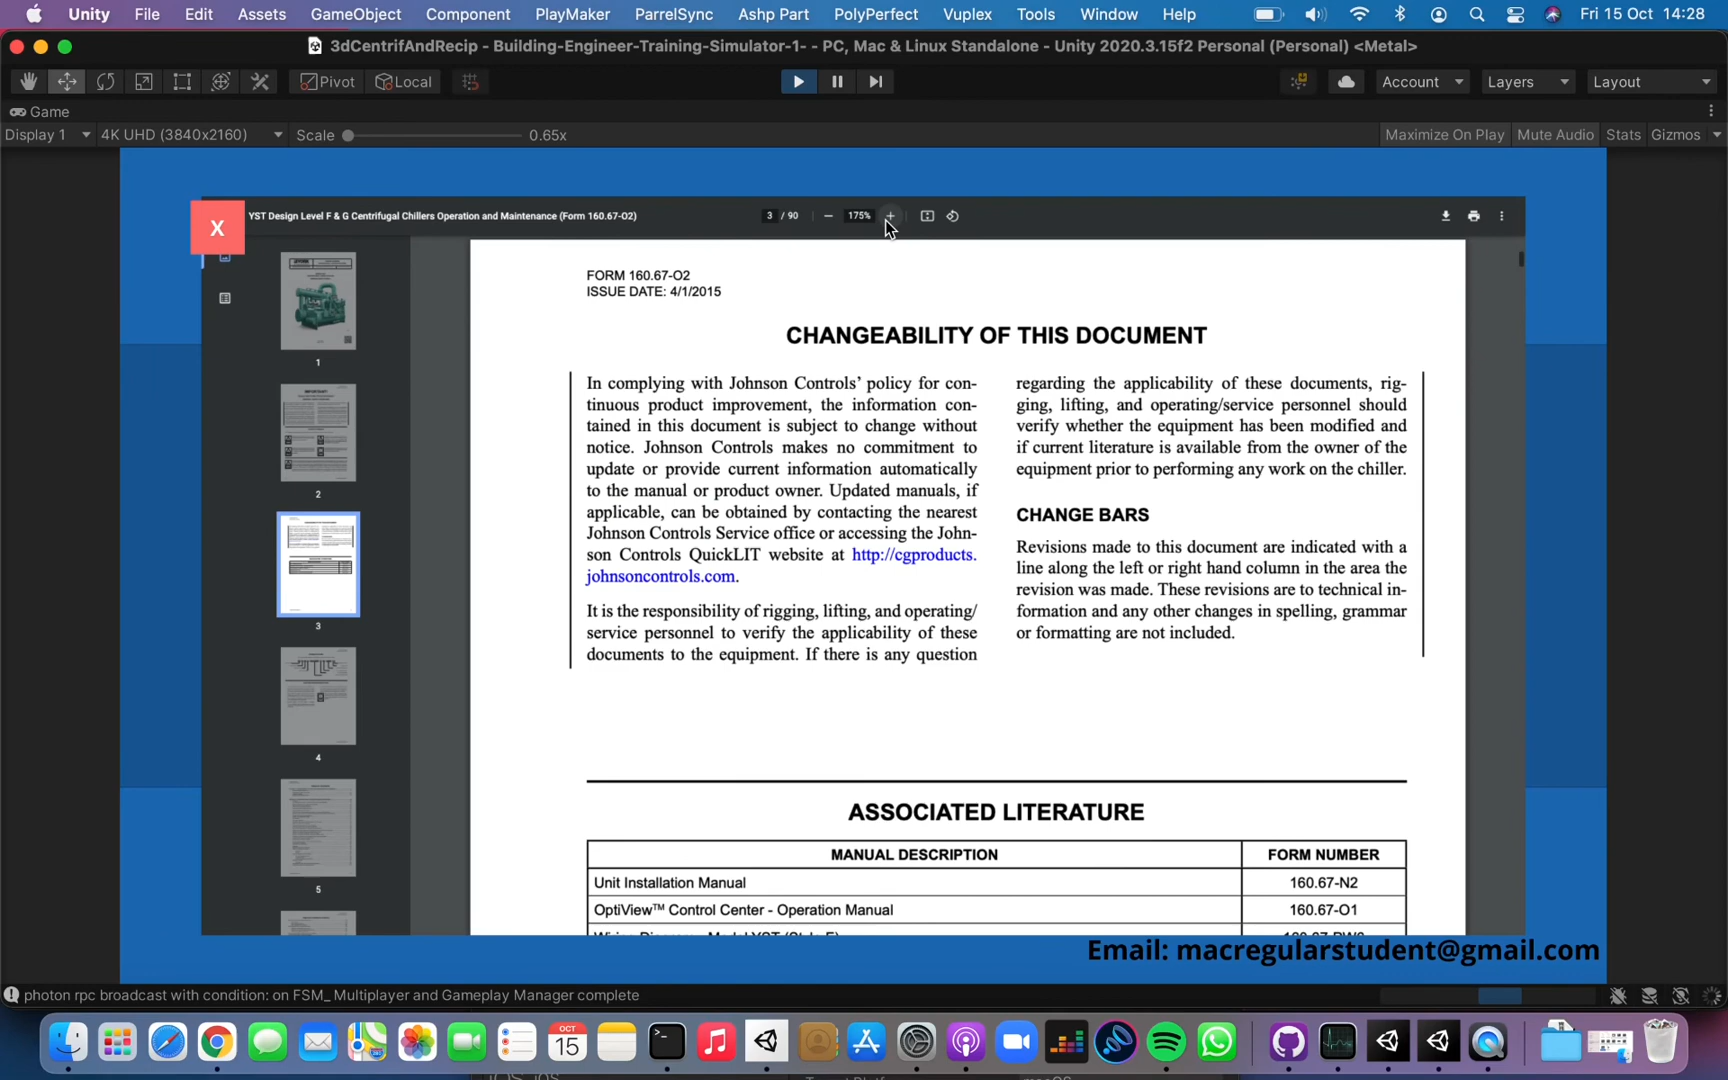 Unity File Edit Assets GameObject Component PlayMaker ParrelSync Ashp Part PolyPerfect Vuplex Tools Window Help Fri 15 Oct 14:28
3dCentrifAndRecip - Building-Engineer-Training-Simulator-1- - PC, Mac & Linux Standalone - Unity 2020.3.15f2 Personal (Personal) <Metal>
Pivot Local Account Layers Layout
Game
Display 1 4K UHD (3840x2160) Scale 0.65x Maximize On Play Mute Audio Stats Gizmos
X
YST Design Level F & G Centrifugal Chillers Operation and Maintenance (Form 160.67-O2) 3 / 90 — 175% +
FORM 160.67-O2
ISSUE DATE: 4/1/2015
CHANGEABILITY OF THIS DOCUMENT
In complying with Johnson Controls’ policy for con-
tinuous product improvement, the information con-
tained in this document is subject to change without
notice. Johnson Controls makes no commitment to
update or provide current information automatically
to the manual or product owner. Updated manuals, if
applicable, can be obtained by contacting the nearest
Johnson Controls Service office or accessing the John-
son Controls QuickLIT website at http://cgproducts.
johnsoncontrols.com.
It is the responsibility of rigging, lifting, and operating/
service personnel to verify the applicability of these
documents to the equipment. If there is any question
regarding the applicability of these documents, rig-
ging, lifting, and operating/service personnel should
verify whether the equipment has been modified and
if current literature is available from the owner of the
equipment prior to performing any work on the chiller.
CHANGE BARS
Revisions made to this document are indicated with a
line along the left or right hand column in the area the
revision was made. These revisions are to technical in-
formation and any other changes in spelling, grammar
or formatting are not included.
ASSOCIATED LITERATURE
MANUAL DESCRIPTION FORM NUMBER
Unit Installation Manual 160.67-N2
OptiView™ Control Center - Operation Manual 160.67-O1
1
2
3
4
5
Email: macregularstudent@gmail.com
photon rpc broadcast with condition: on FSM_ Multiplayer and Gameplay Manager complete
OCT
15